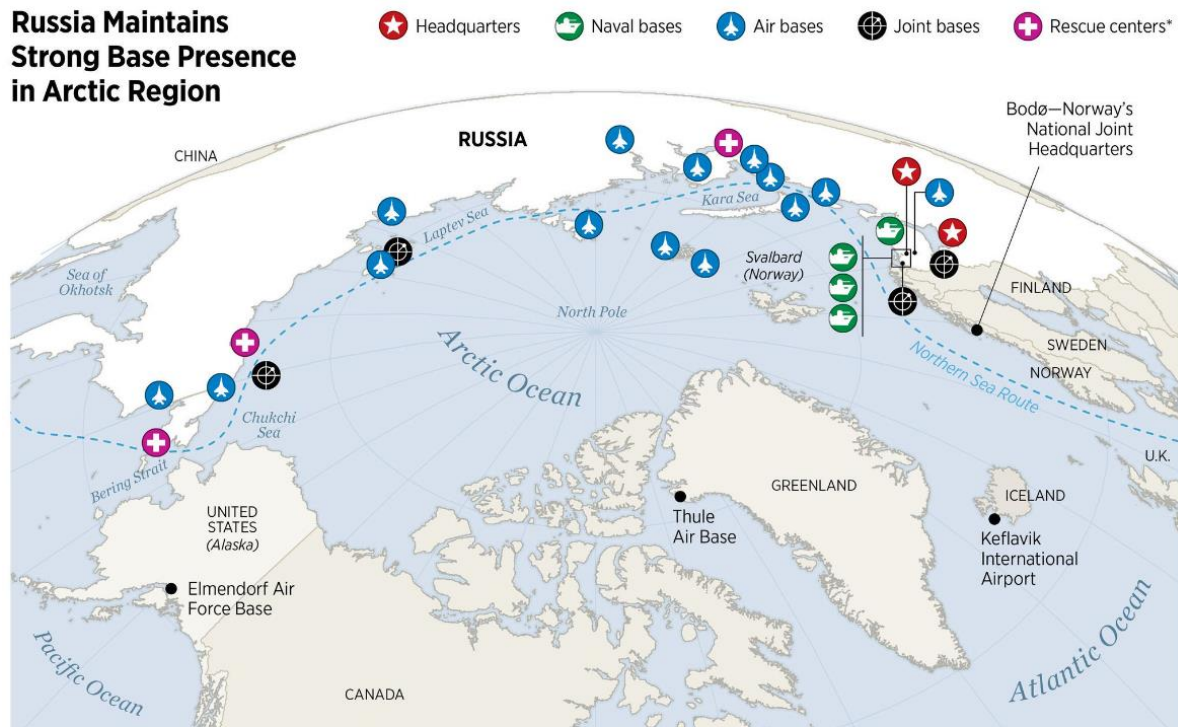 Russia Maintains
Strong Base Presence
in Arctic Region
Headquarters
Naval bases
Air bases
Joint bases
Rescue centers*
Bodø—Norway's
National Joint
Headquarters
CHINA
RUSSIA
Kara Sea
Laptev Sea
Sea of
Okhotsk
Svalbard
(Norway)
FINLAND
North Pole
SWEDEN
NORWAY
Arctic Ocean
Northern Sea Route
Chukchi
Sea
Bering Strait
U.K.
GREENLAND
ICELAND
UNITED
STATES
(Alaska)
Thule
Air Base
Keflavik
International
Airport
Elmendorf Air
Force Base
Pacific Ocean
Atlantic Ocean
CANADA